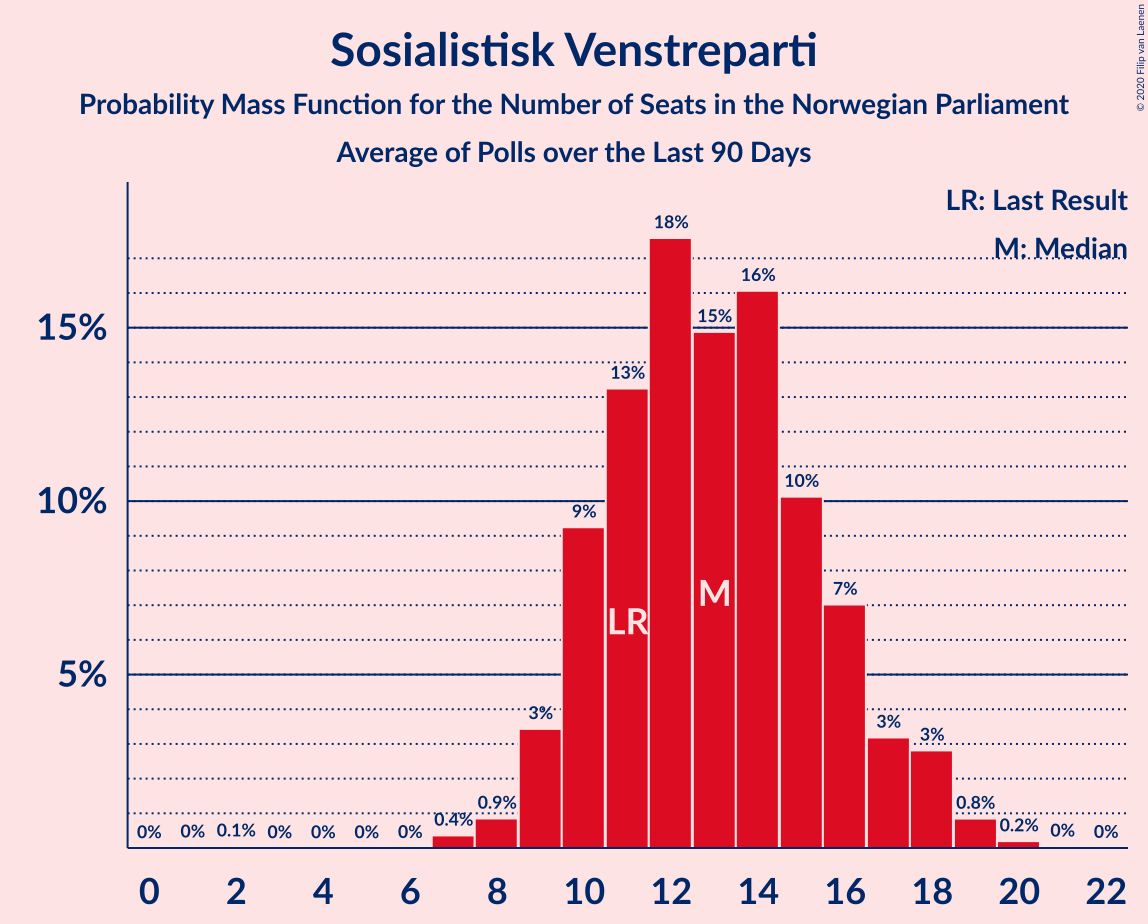 Sosialistisk Venstreparti
Probability Mass Function for the Number of Seats in the Norwegian Parliament
Average of Polls over the Last 90 Days
© 2020 Filip van Laenen
LR: Last Result
M: Median
15%
10%
5%
0%
0%
0.1%
0%
0%
0%
0%
0.4%
0.9%
3%
9%
13%
18%
15%
16%
10%
7%
3%
3%
0.8%
0.2%
0%
0%
LR
M
0 2 4 6 8 10 12 14 16 18 20 22